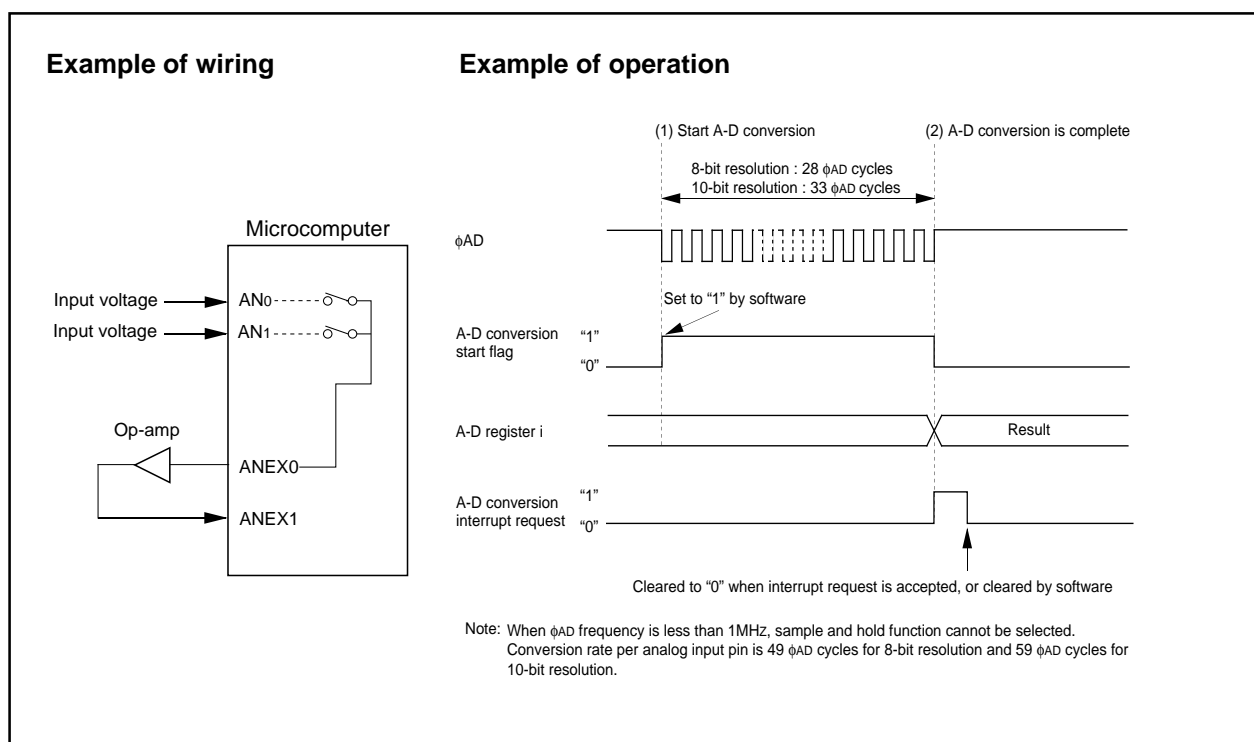 Example of wiring
Example of operation
Microcomputer
Input voltage
AN0
Input voltage
AN1
Op-amp
ANEX0
ANEX1
(1) Start A-D conversion
(2) A-D conversion is complete
8-bit resolution : 28 ϕAD cycles
10-bit resolution : 33 ϕAD cycles
ϕAD
Set to “1” by software
A-D conversion
start flag
“1”
“0”
A-D register i
Result
A-D conversion
interrupt request
“1”
“0”
Cleared to “0” when interrupt request is accepted, or cleared by software
Note: When ϕAD frequency is less than 1MHz, sample and hold function cannot be selected.
Conversion rate per analog input pin is 49 ϕAD cycles for 8-bit resolution and 59 ϕAD cycles for
10-bit resolution.